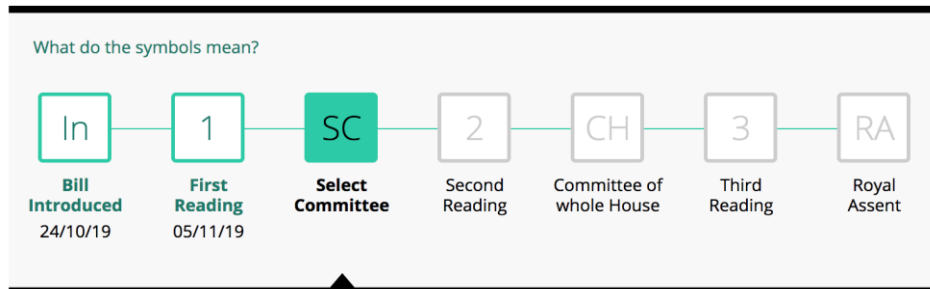 What do the symbols mean?
In 1 SC 2 CH 3 RA
Bill First Select Second Committee of Third Royal
Introduced Reading Committee Reading whole House Reading Assent
24/10/19 05/11/19